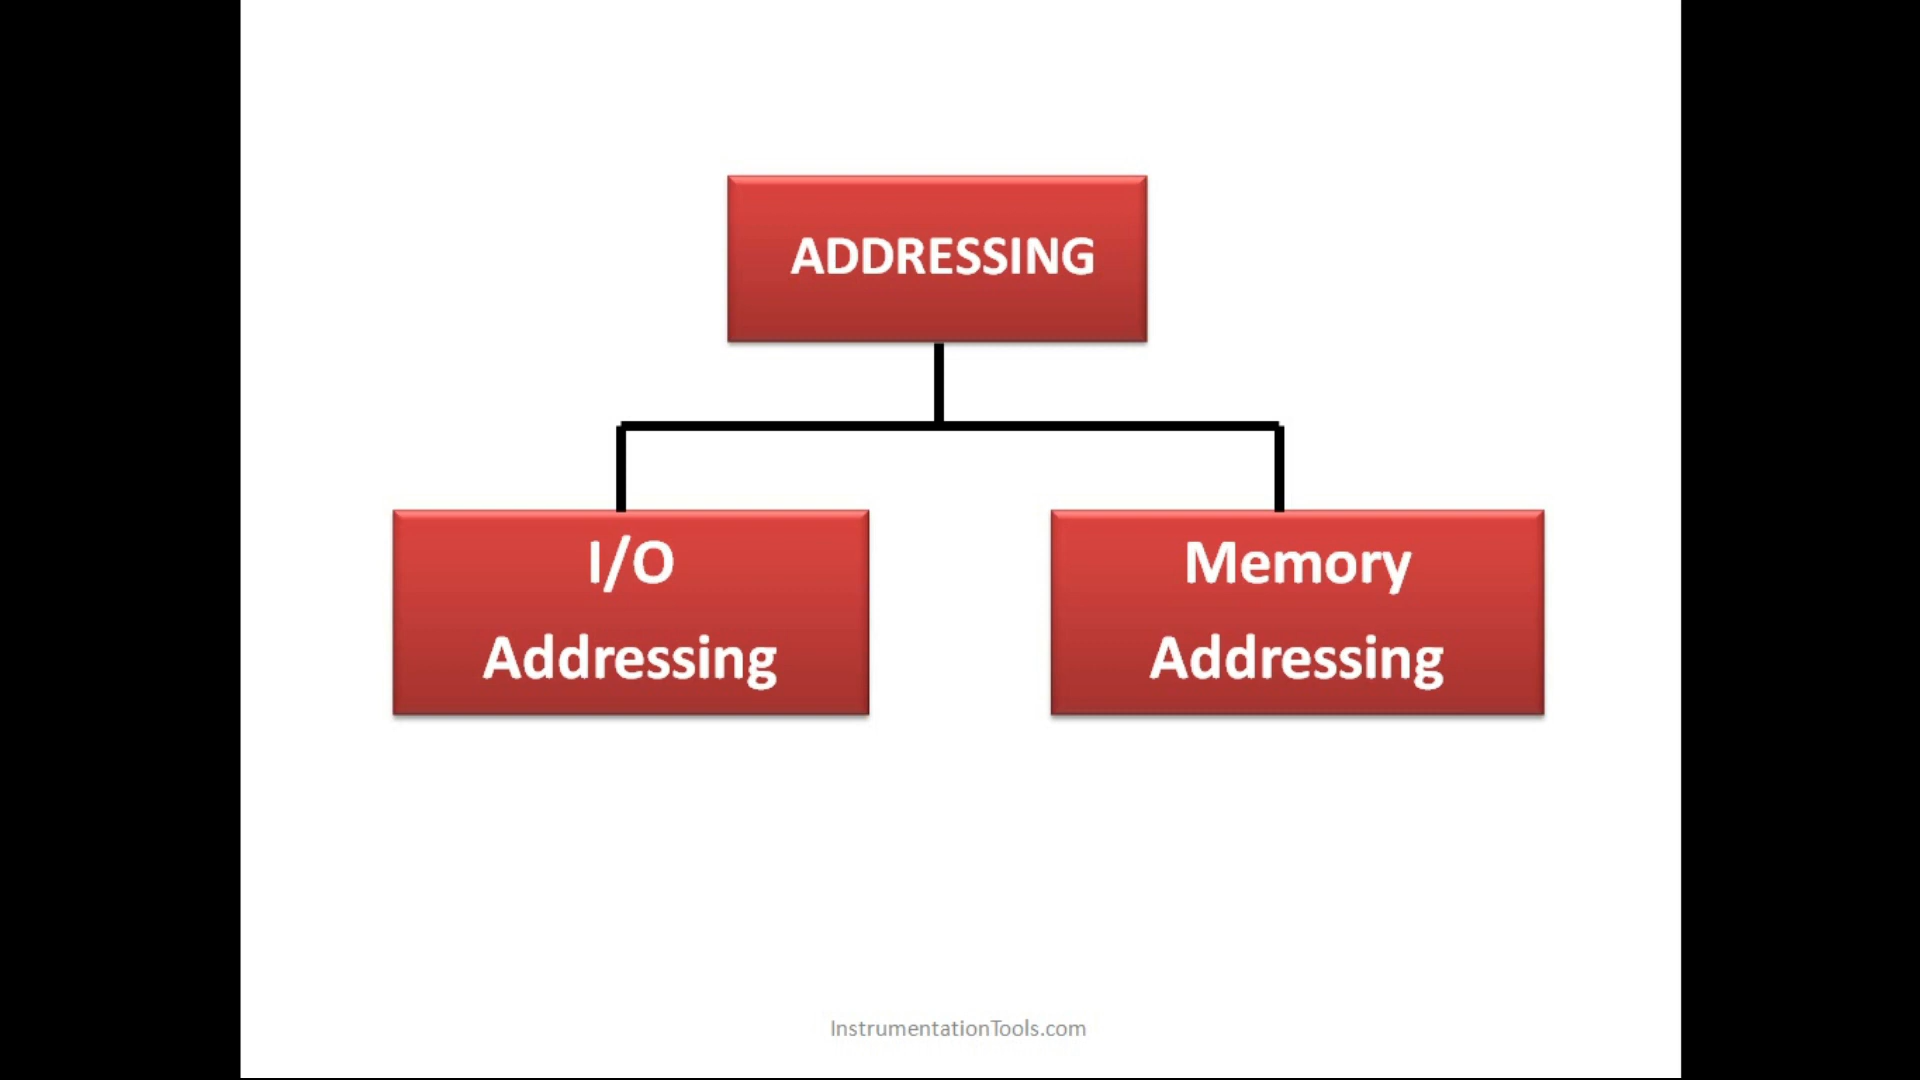 ADDRESSING
I/O
Addressing
Memory
Addressing
InstrumentationTools.com